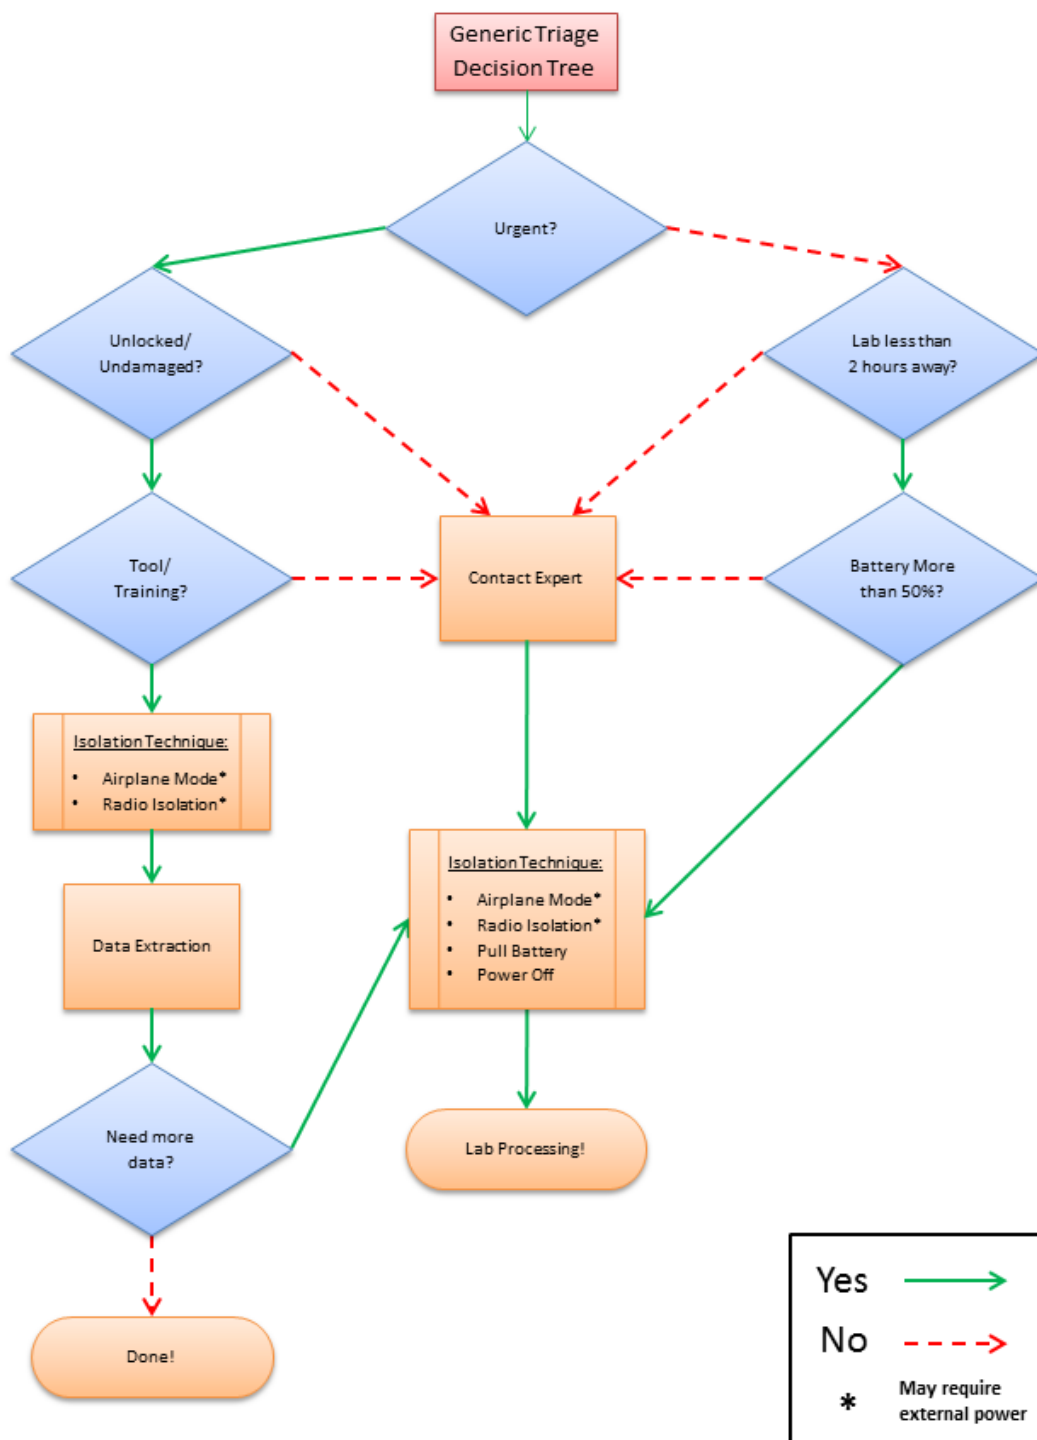 Generic Triage
Decision Tree
Urgent?
Unlocked/
Undamaged?
Lab less than
2 hours away?
Tool/
Training?
Contact Expert
Battery More
than 50%?
Isolation Technique:
• Airplane Mode*
• Radio Isolation*
Data Extraction
Isolation Technique:
• Airplane Mode*
• Radio Isolation*
• Pull Battery
• Power Off
Need more
data?
Lab Processing!
Done!
Yes
No
* May require
external power